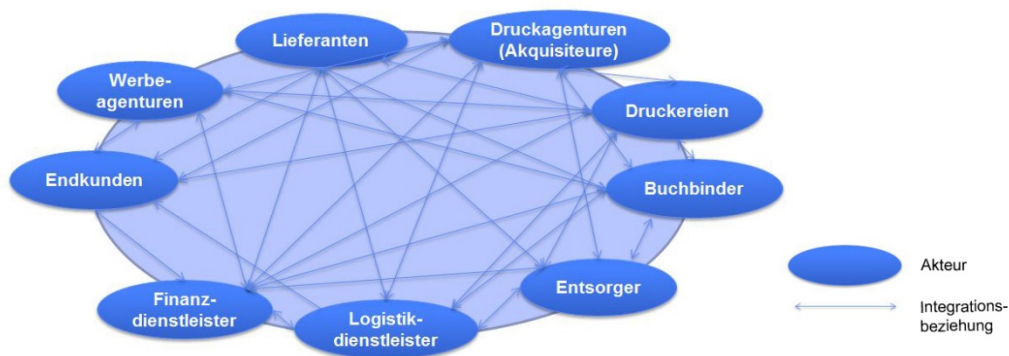 Lieferanten
Druckagenturen
(Akquisiteure)
Werbe-
agenturen
Druckereien
Endkunden
Buchbinder
Finanz-
dienstleister
Logistik-
dienstleister
Entsorger
Akteur
Integrations-
beziehung